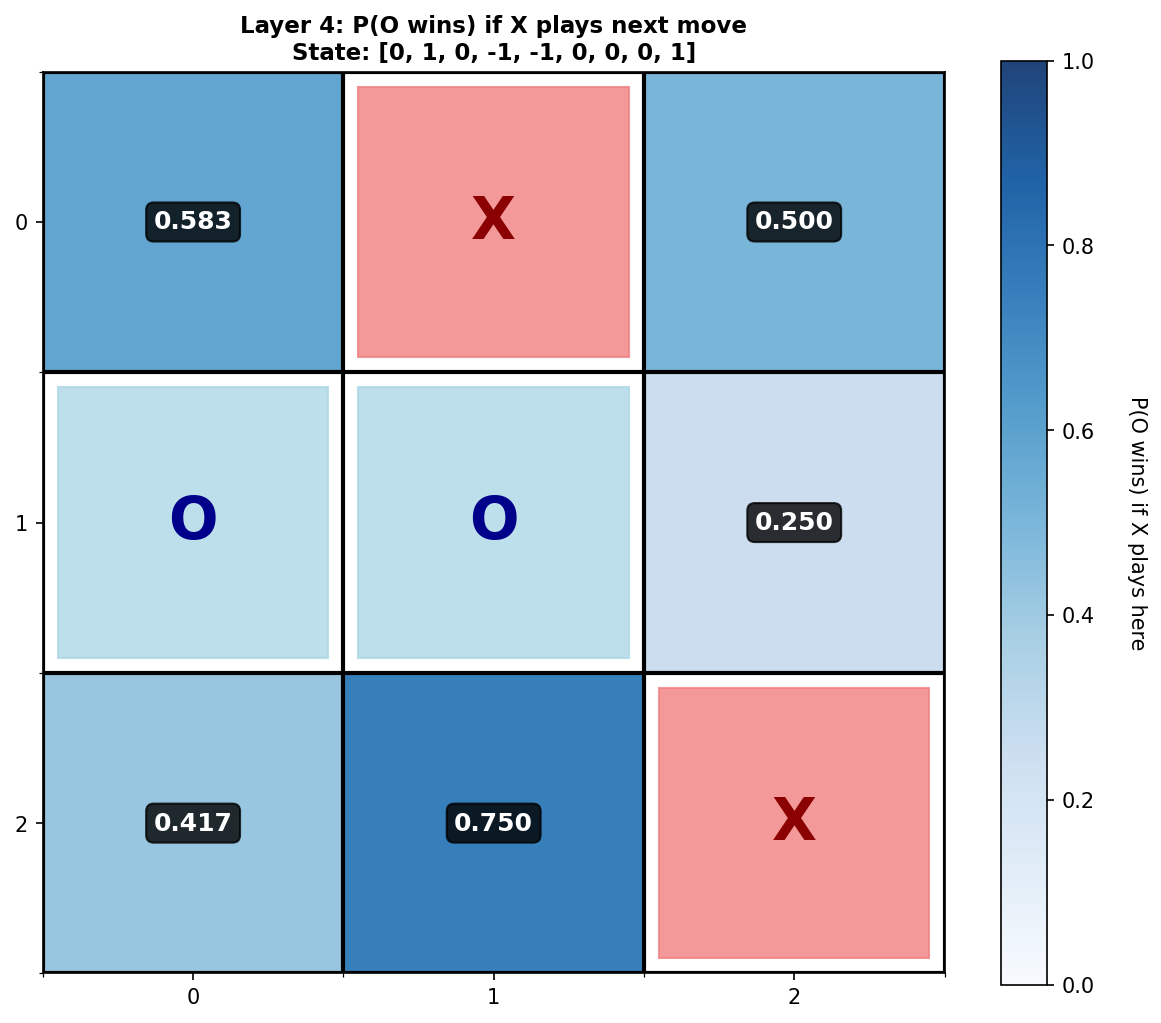 Layer 4: P(O wins) if X plays next move
State: [0, 1, 0, -1, -1, 0, 0, 0, 1]
0.583 X 0.500
O O 0.250
0.417 0.750 X
0
1
2
0 1 2
1.0
0.8
0.6
0.4
0.2
0.0
P(O wins) if X plays here